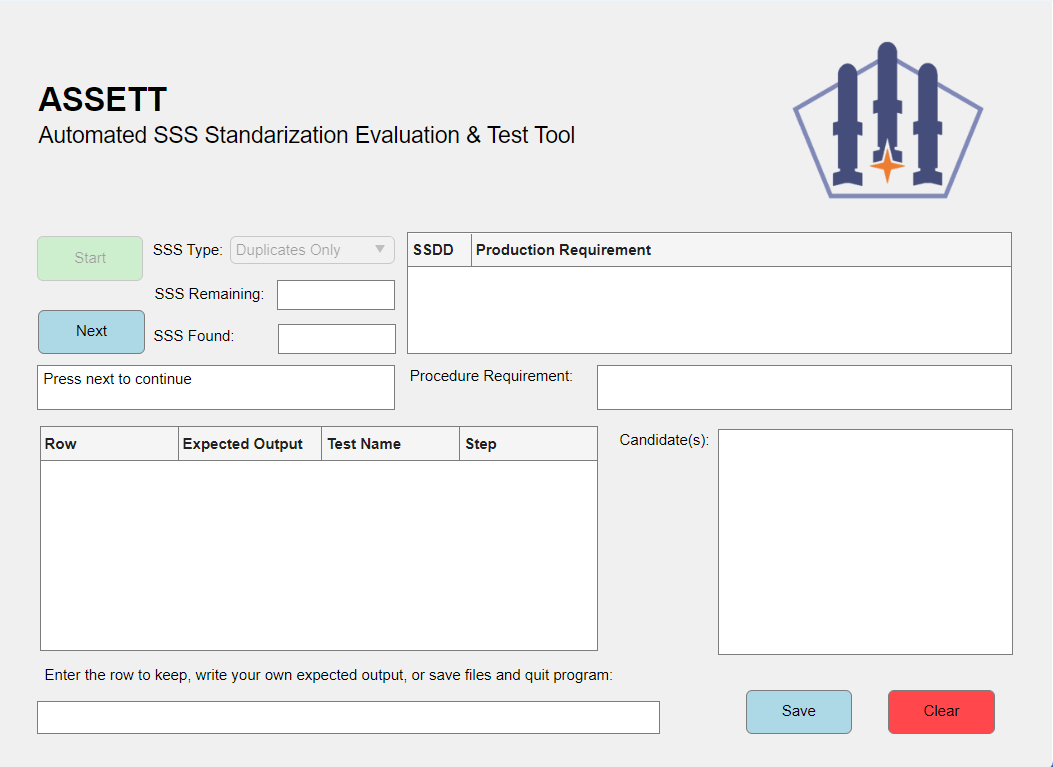 ASSETT
Automated SSS Standarization Evaluation & Test Tool
Start
SSS Type:
Duplicates Only
SSS Remaining:
Next
SSS Found:
SSDD
Production Requirement
Press next to continue
Procedure Requirement:
Row
Expected Output
Test Name
Step
Candidate(s):
Enter the row to keep, write your own expected output, or save files and quit program:
Save
Clear